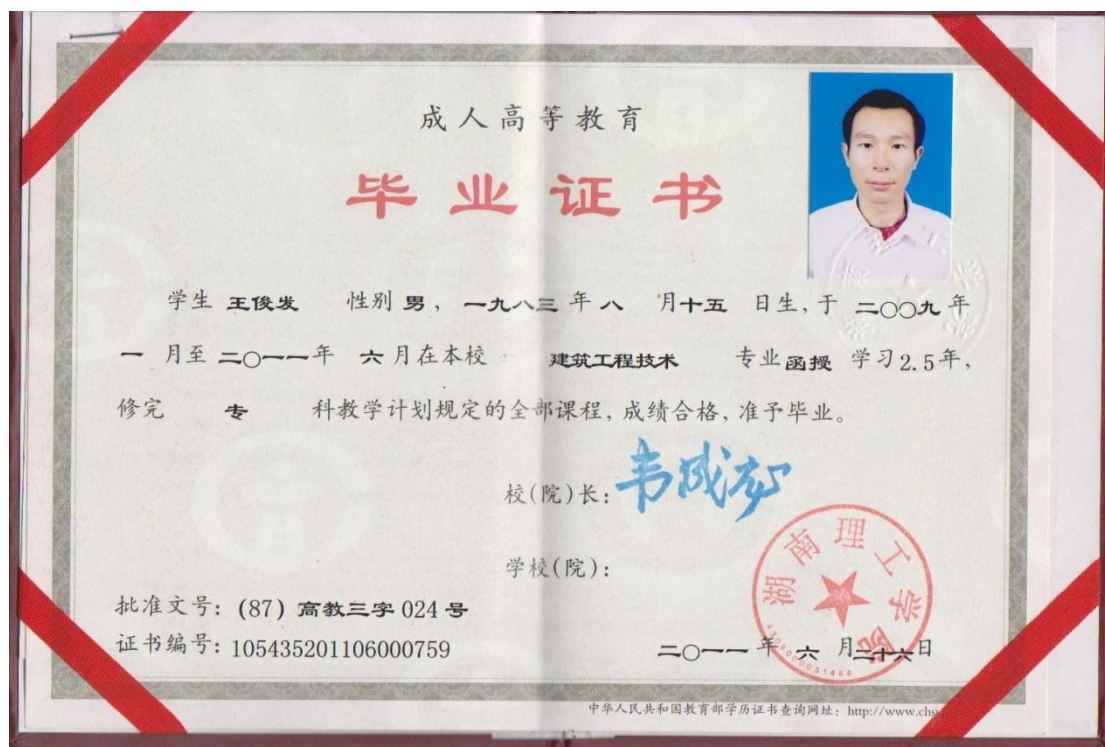 成人高等教育
毕业证书
学生 王俊发 性别 男, 一九八三 年 八 月 十五 日生, 于 二〇〇九 年
一 月至 二〇一一 年 六 月在本校 建筑工程技术 专业 函授 学习2.5年,
修完 专 科教学计划规定的全部课程, 成绩合格, 准予毕业。
校(院)长:
学校(院):
湖南理工学院
批准文号: (87) 高教三字 024 号
证书编号: 105435201106000759
二〇一一 年 六 月 二十六 日
中华人民共和国教育部学历证书查询网址: http://www.chs